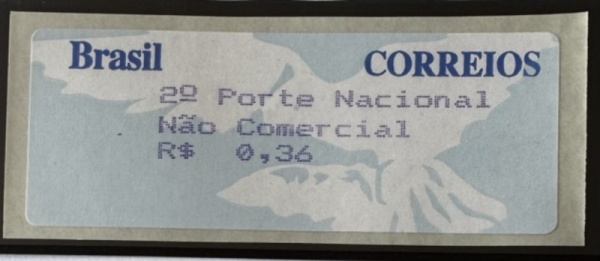 Brasil CORREIOS
2º Porte Nacional
Não Comercial
R$ 0,36